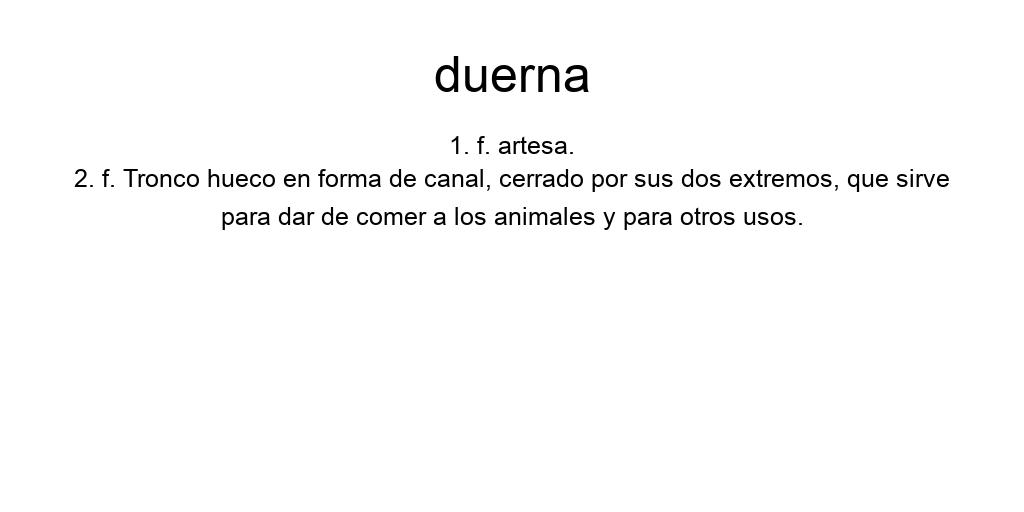 duerna
1. f. artesa.
2. f. Tronco hueco en forma de canal, cerrado por sus dos extremos, que sirve
para dar de comer a los animales y para otros usos.